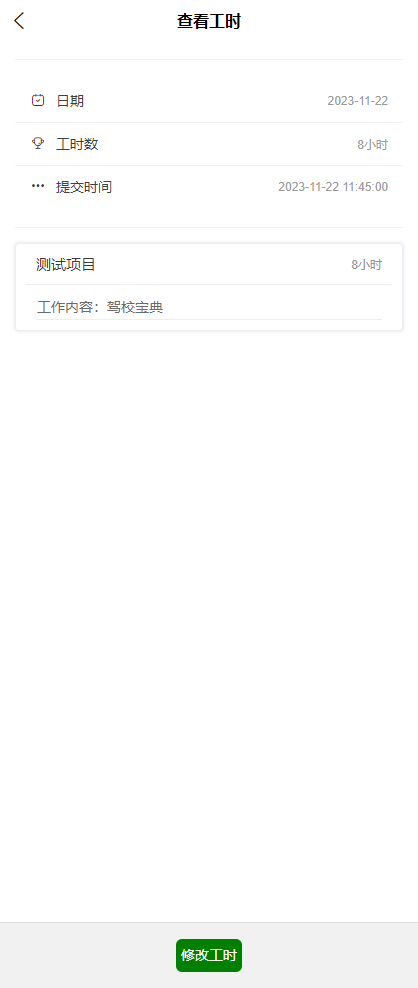 查看工时
日期 2023-11-22
工时数 8小时
提交时间 2023-11-22 11:45:00
测试项目 8小时
工作内容：驾校宝典
修改工时